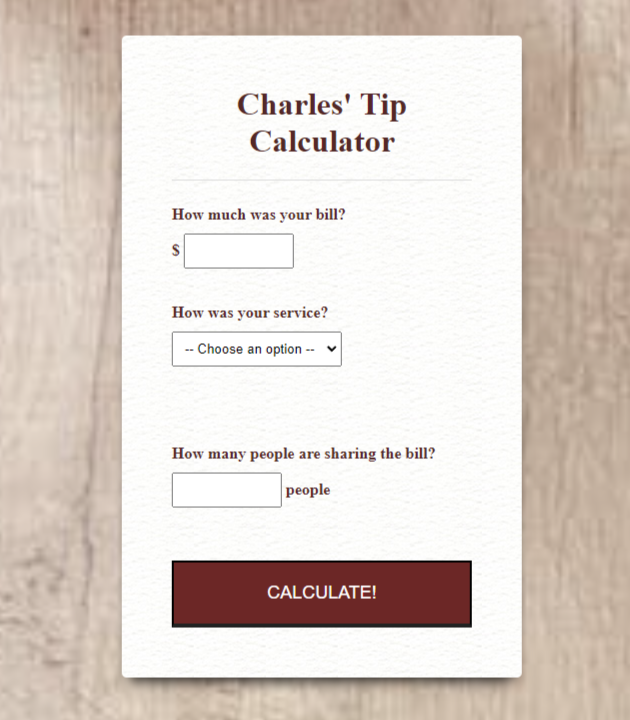 Charles' Tip
Calculator
How much was your bill?
$
How was your service?
-- Choose an option --
How many people are sharing the bill?
people
CALCULATE!